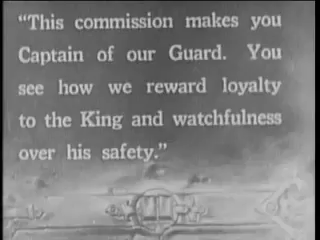 “This commission makes you
Captain of our Guard. You
see how we reward loyalty
to the King and watchfulness
over his safety.”